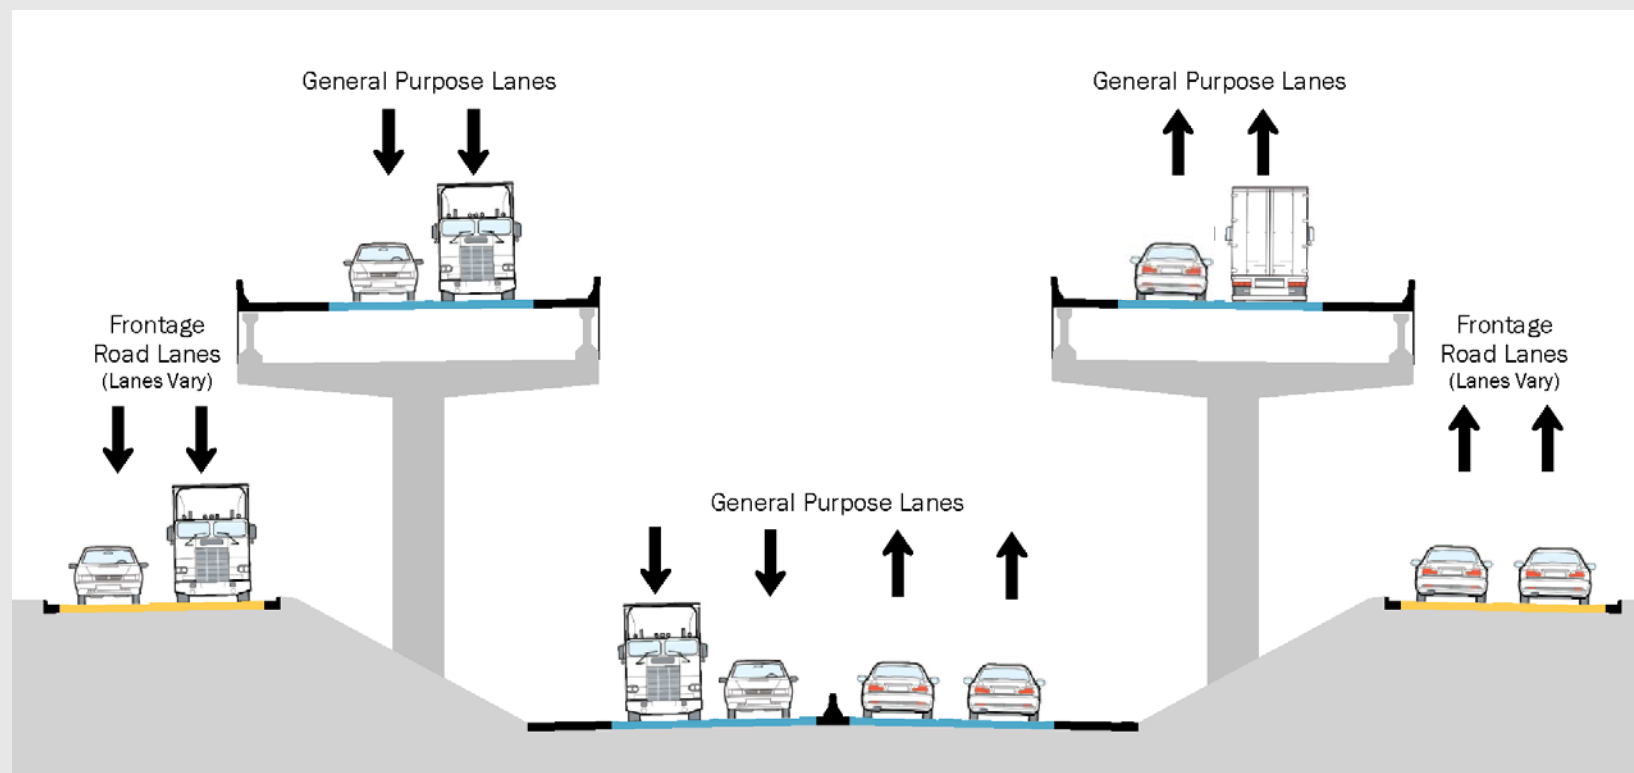 General Purpose Lanes
General Purpose Lanes
Frontage
Road Lanes
(Lanes Vary)
Frontage
Road Lanes
(Lanes Vary)
General Purpose Lanes